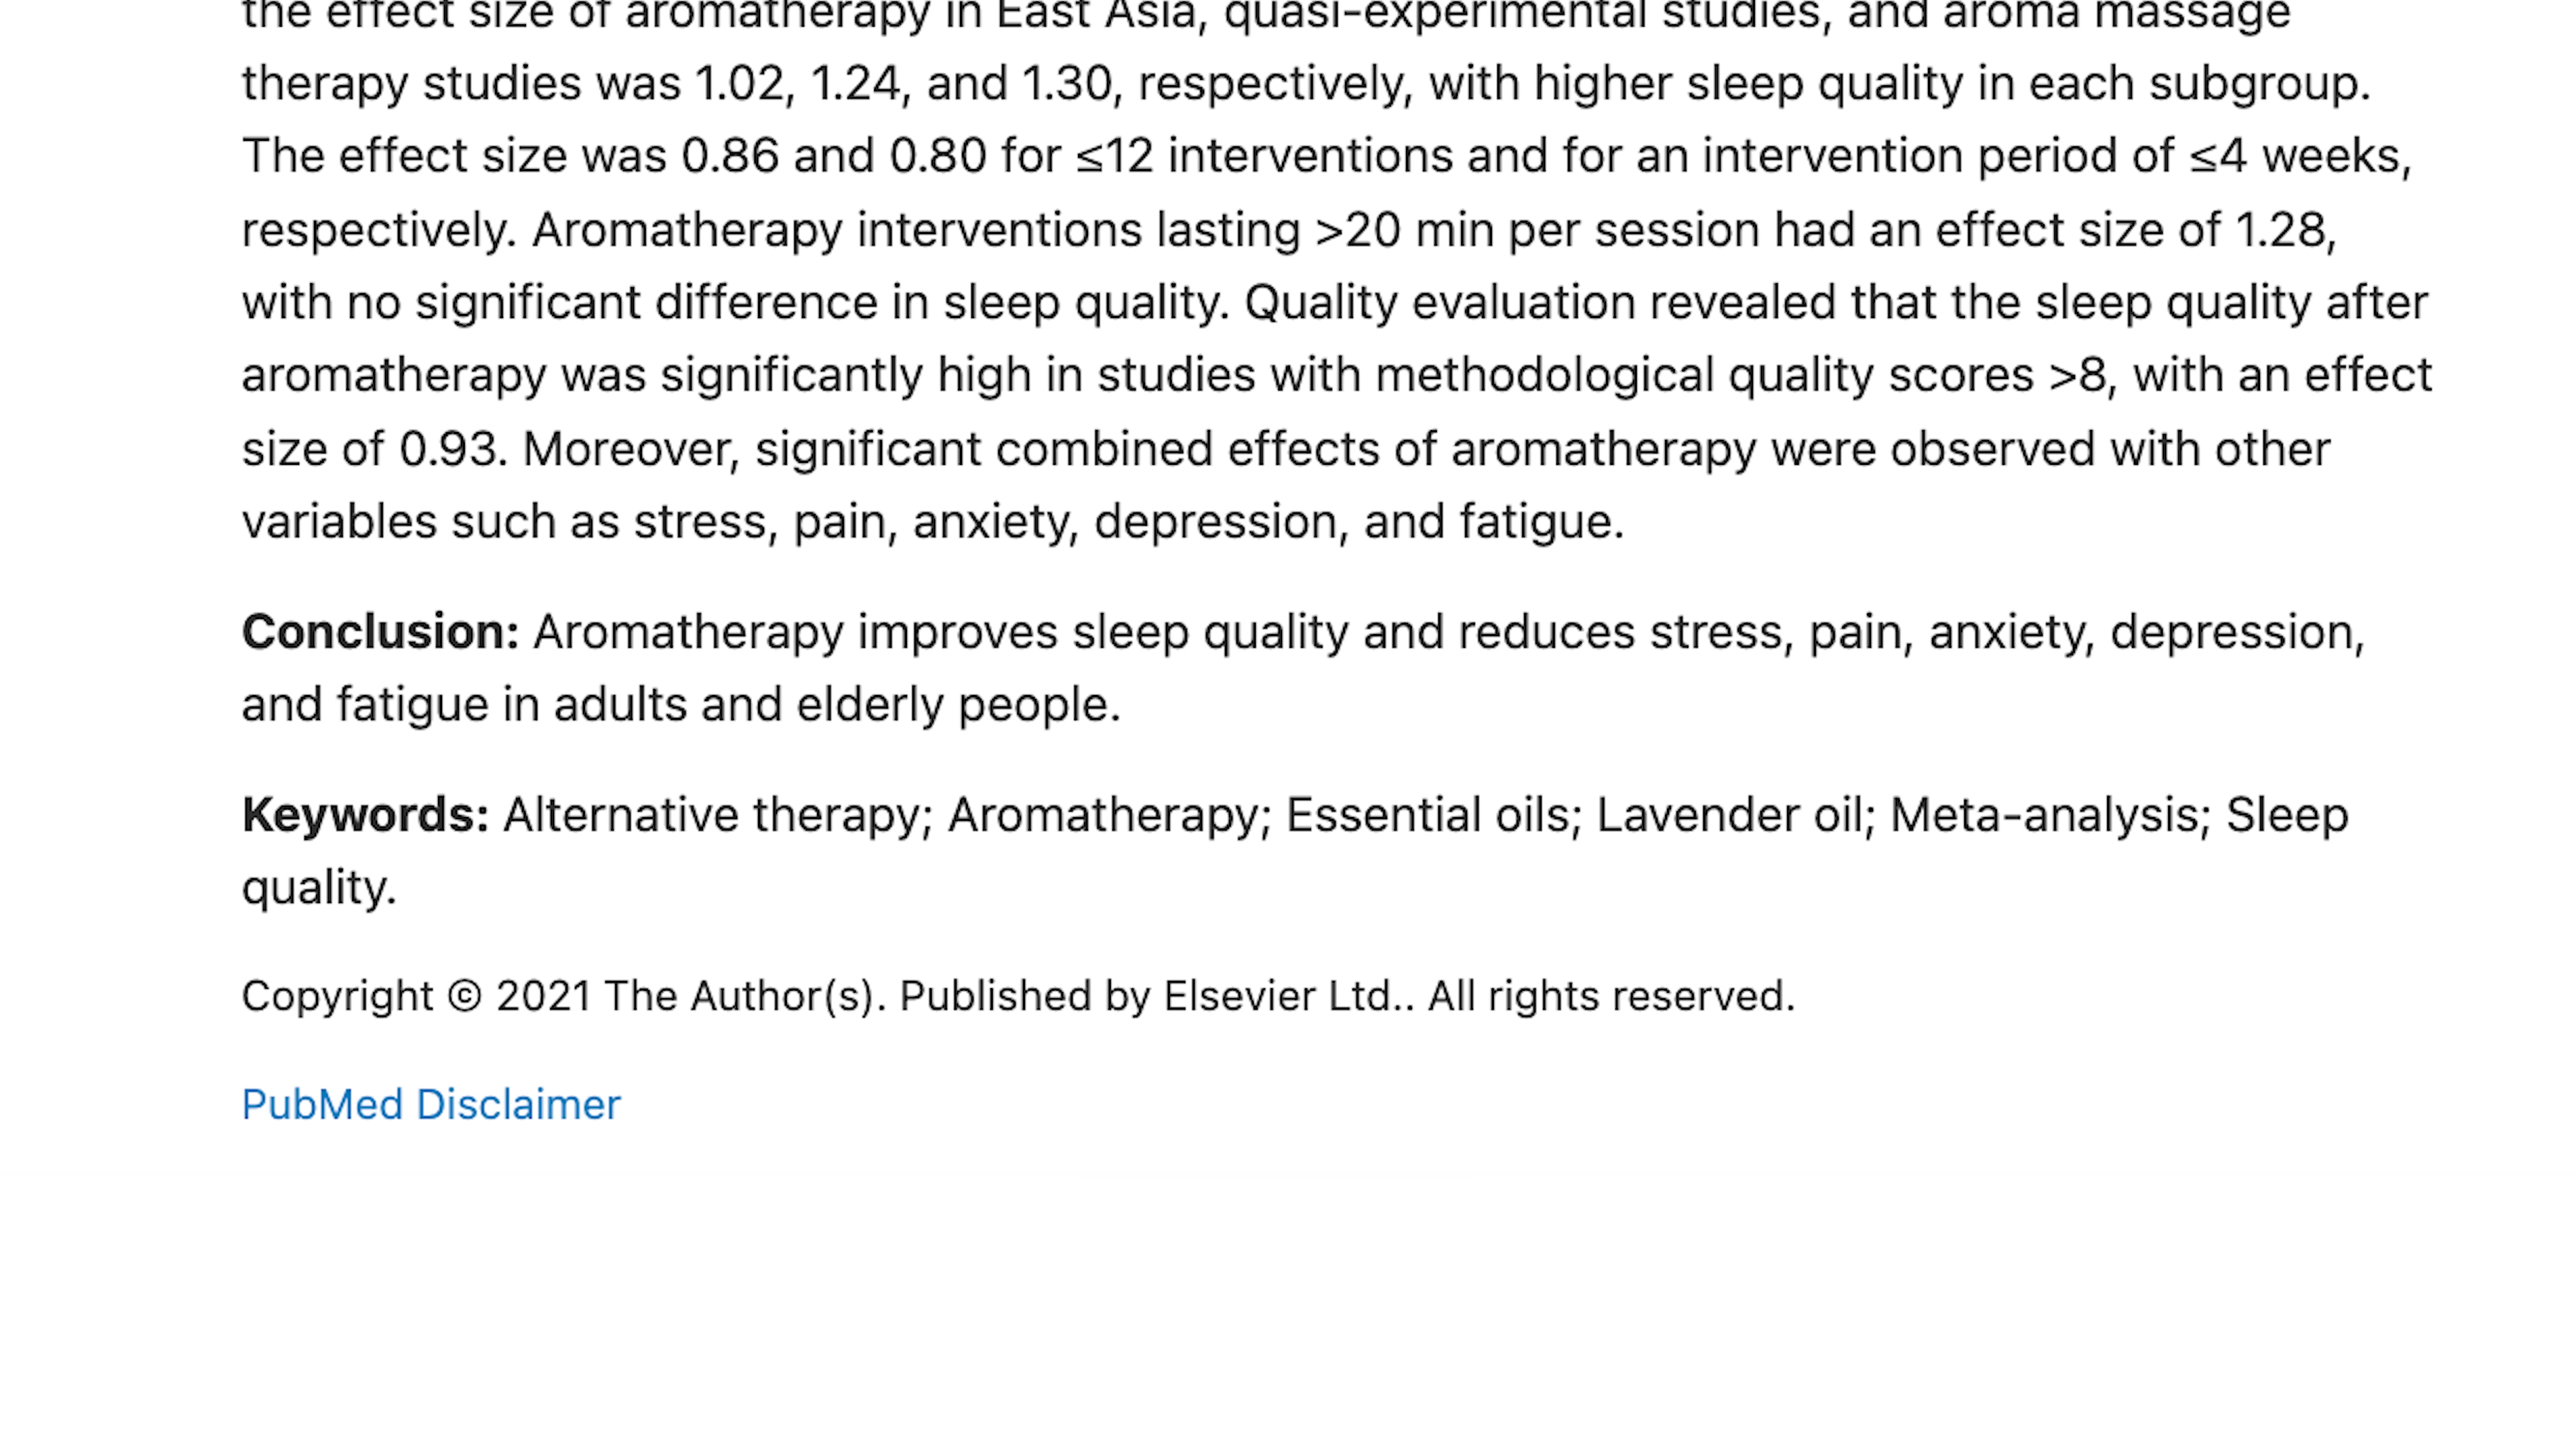 the effect size of aromatherapy in East Asia, quasi-experimental studies, and aroma massage
therapy studies was 1.02, 1.24, and 1.30, respectively, with higher sleep quality in each subgroup.
The effect size was 0.86 and 0.80 for ≤12 interventions and for an intervention period of ≤4 weeks,
respectively. Aromatherapy interventions lasting >20 min per session had an effect size of 1.28,
with no significant difference in sleep quality. Quality evaluation revealed that the sleep quality after
aromatherapy was significantly high in studies with methodological quality scores >8, with an effect
size of 0.93. Moreover, significant combined effects of aromatherapy were observed with other
variables such as stress, pain, anxiety, depression, and fatigue.
Conclusion: Aromatherapy improves sleep quality and reduces stress, pain, anxiety, depression,
and fatigue in adults and elderly people.
Keywords: Alternative therapy; Aromatherapy; Essential oils; Lavender oil; Meta-analysis; Sleep
quality.
Copyright © 2021 The Author(s). Published by Elsevier Ltd.. All rights reserved.
PubMed Disclaimer